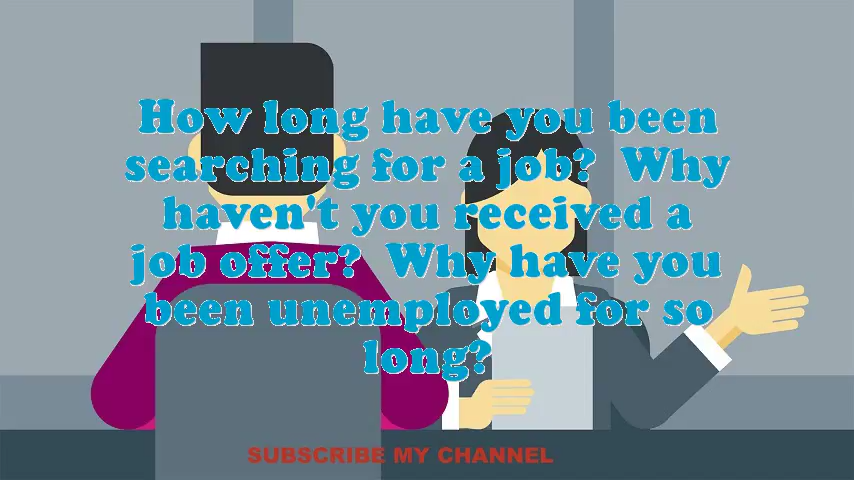 How long have you been
searching for a job? Why
haven't you received a
job offer? Why have you
been unemployed for so
long?
SUBSCRIBE MY CHANNEL